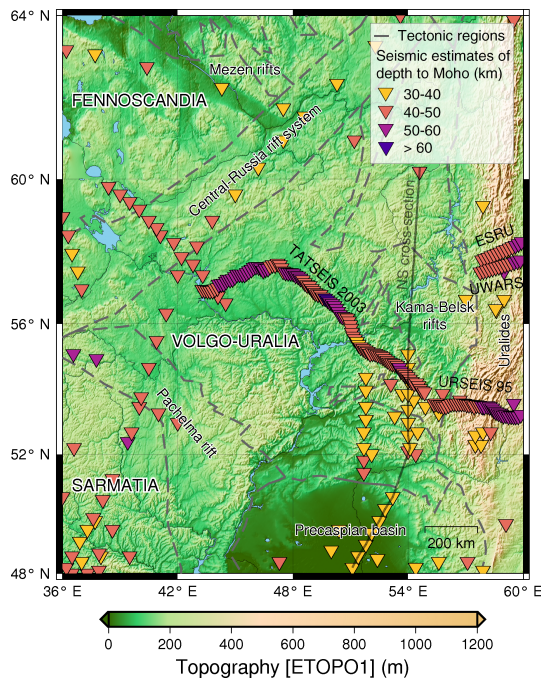 64° N
60° N
56° N
52° N
48° N
36° E
42° E
48° E
54° E
60° E
Tectonic regions
Seismic estimates of
depth to Moho (km)
30-40
40-50
50-60
> 60
Mezen rifts
FENNOSCANDIA
Central-Russia rift system
NS cross-section
ESRU
UWARS
TATSEIS 2003
Kama-Belsk
rifts
Uralides
VOLGO-URALIA
URSEIS 95
Pachelma rift
SARMATIA
Precaspian basin
200 km
0
200
400
600
800
1000
1200
Topography [ETOPO1] (m)